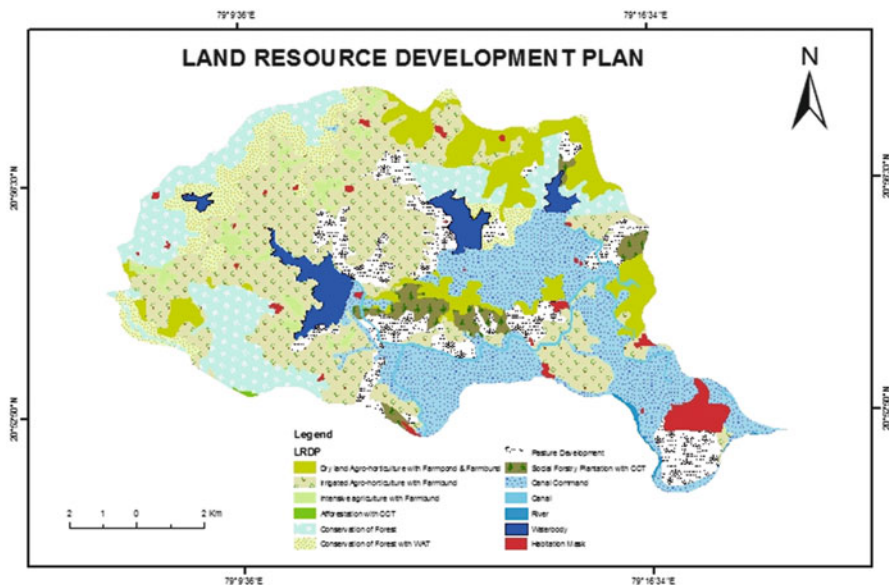 79°9'36"E 79°16'34"E
LAND RESOURCE DEVELOPMENT PLAN
N
Legend
LRDP
Dry land Agro-horticulture with Farmpond & Farmbund
Irrigated Agro-horticulture with Farmbund
Intensive agriculture with Farmbund
Afforestation with CCT
Conservation of Forest
Conservation of Forest with WAT
Pasture Development
Social Forestry Plantation with CCT
Canal Command
Canal
River
Waterbody
Habitation Mask
2 1 0 2 Km
79°9'36"E 79°16'34"E